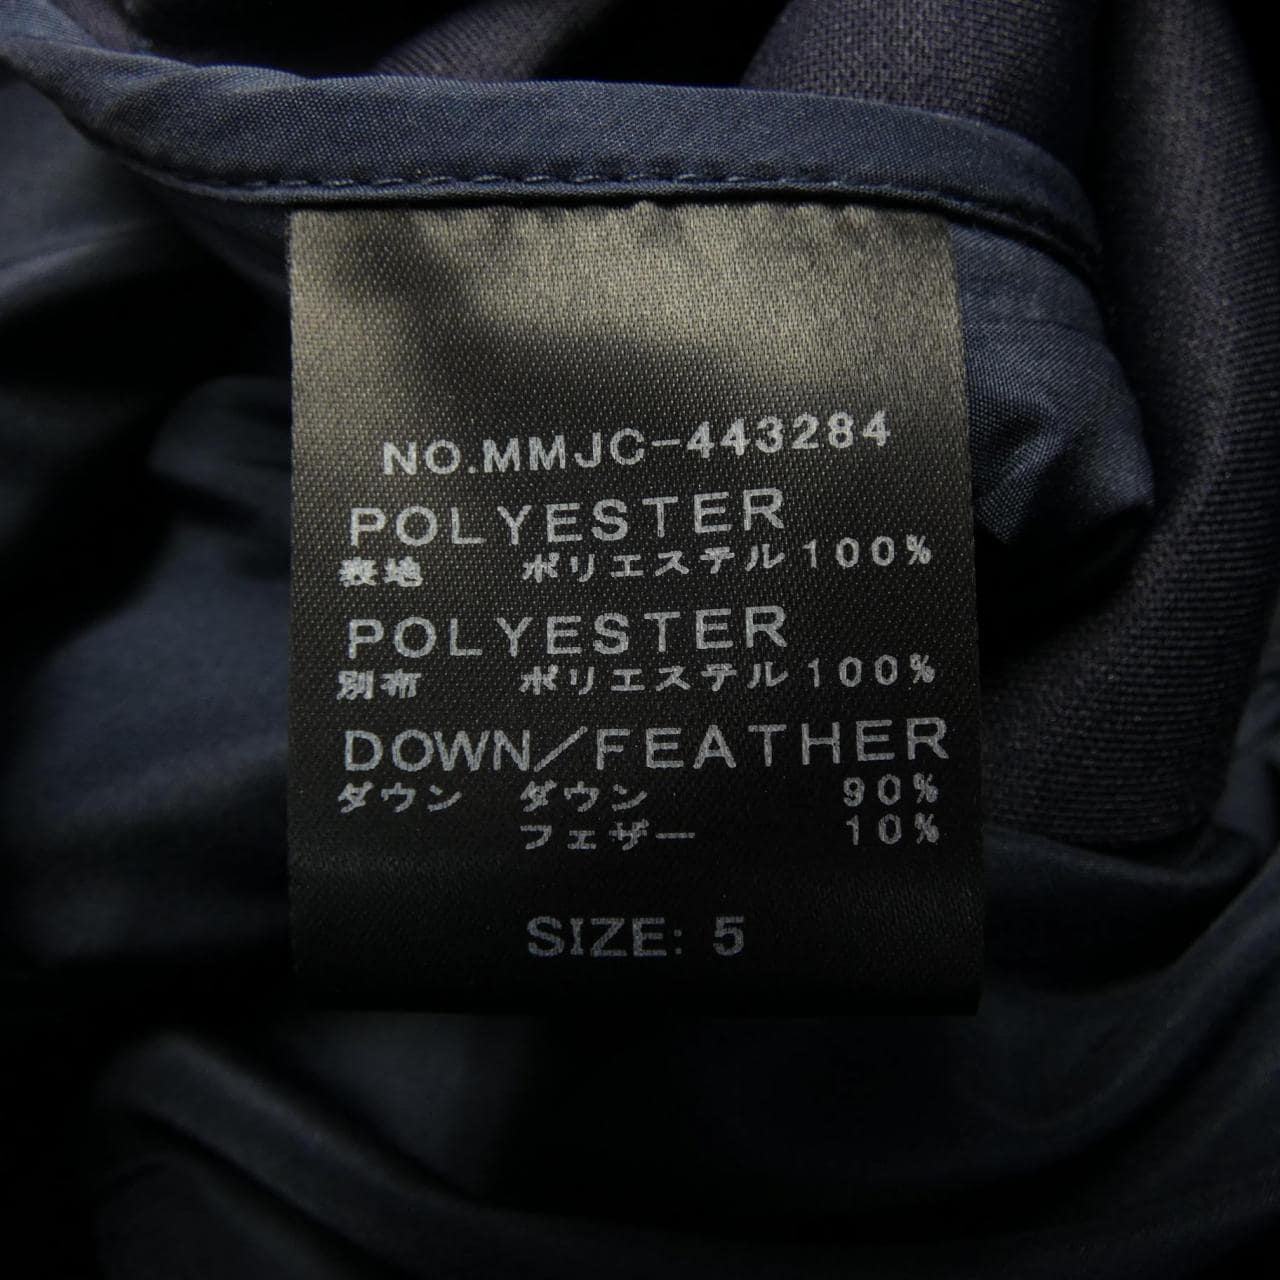 NO.MMJC-443284
POLYESTER
表地 ポリエステル100%
POLYESTER
別布 ポリエステル100%
DOWN/FEATHER
ダウン ダウン 90%
フェザー 10%
SIZE: 5